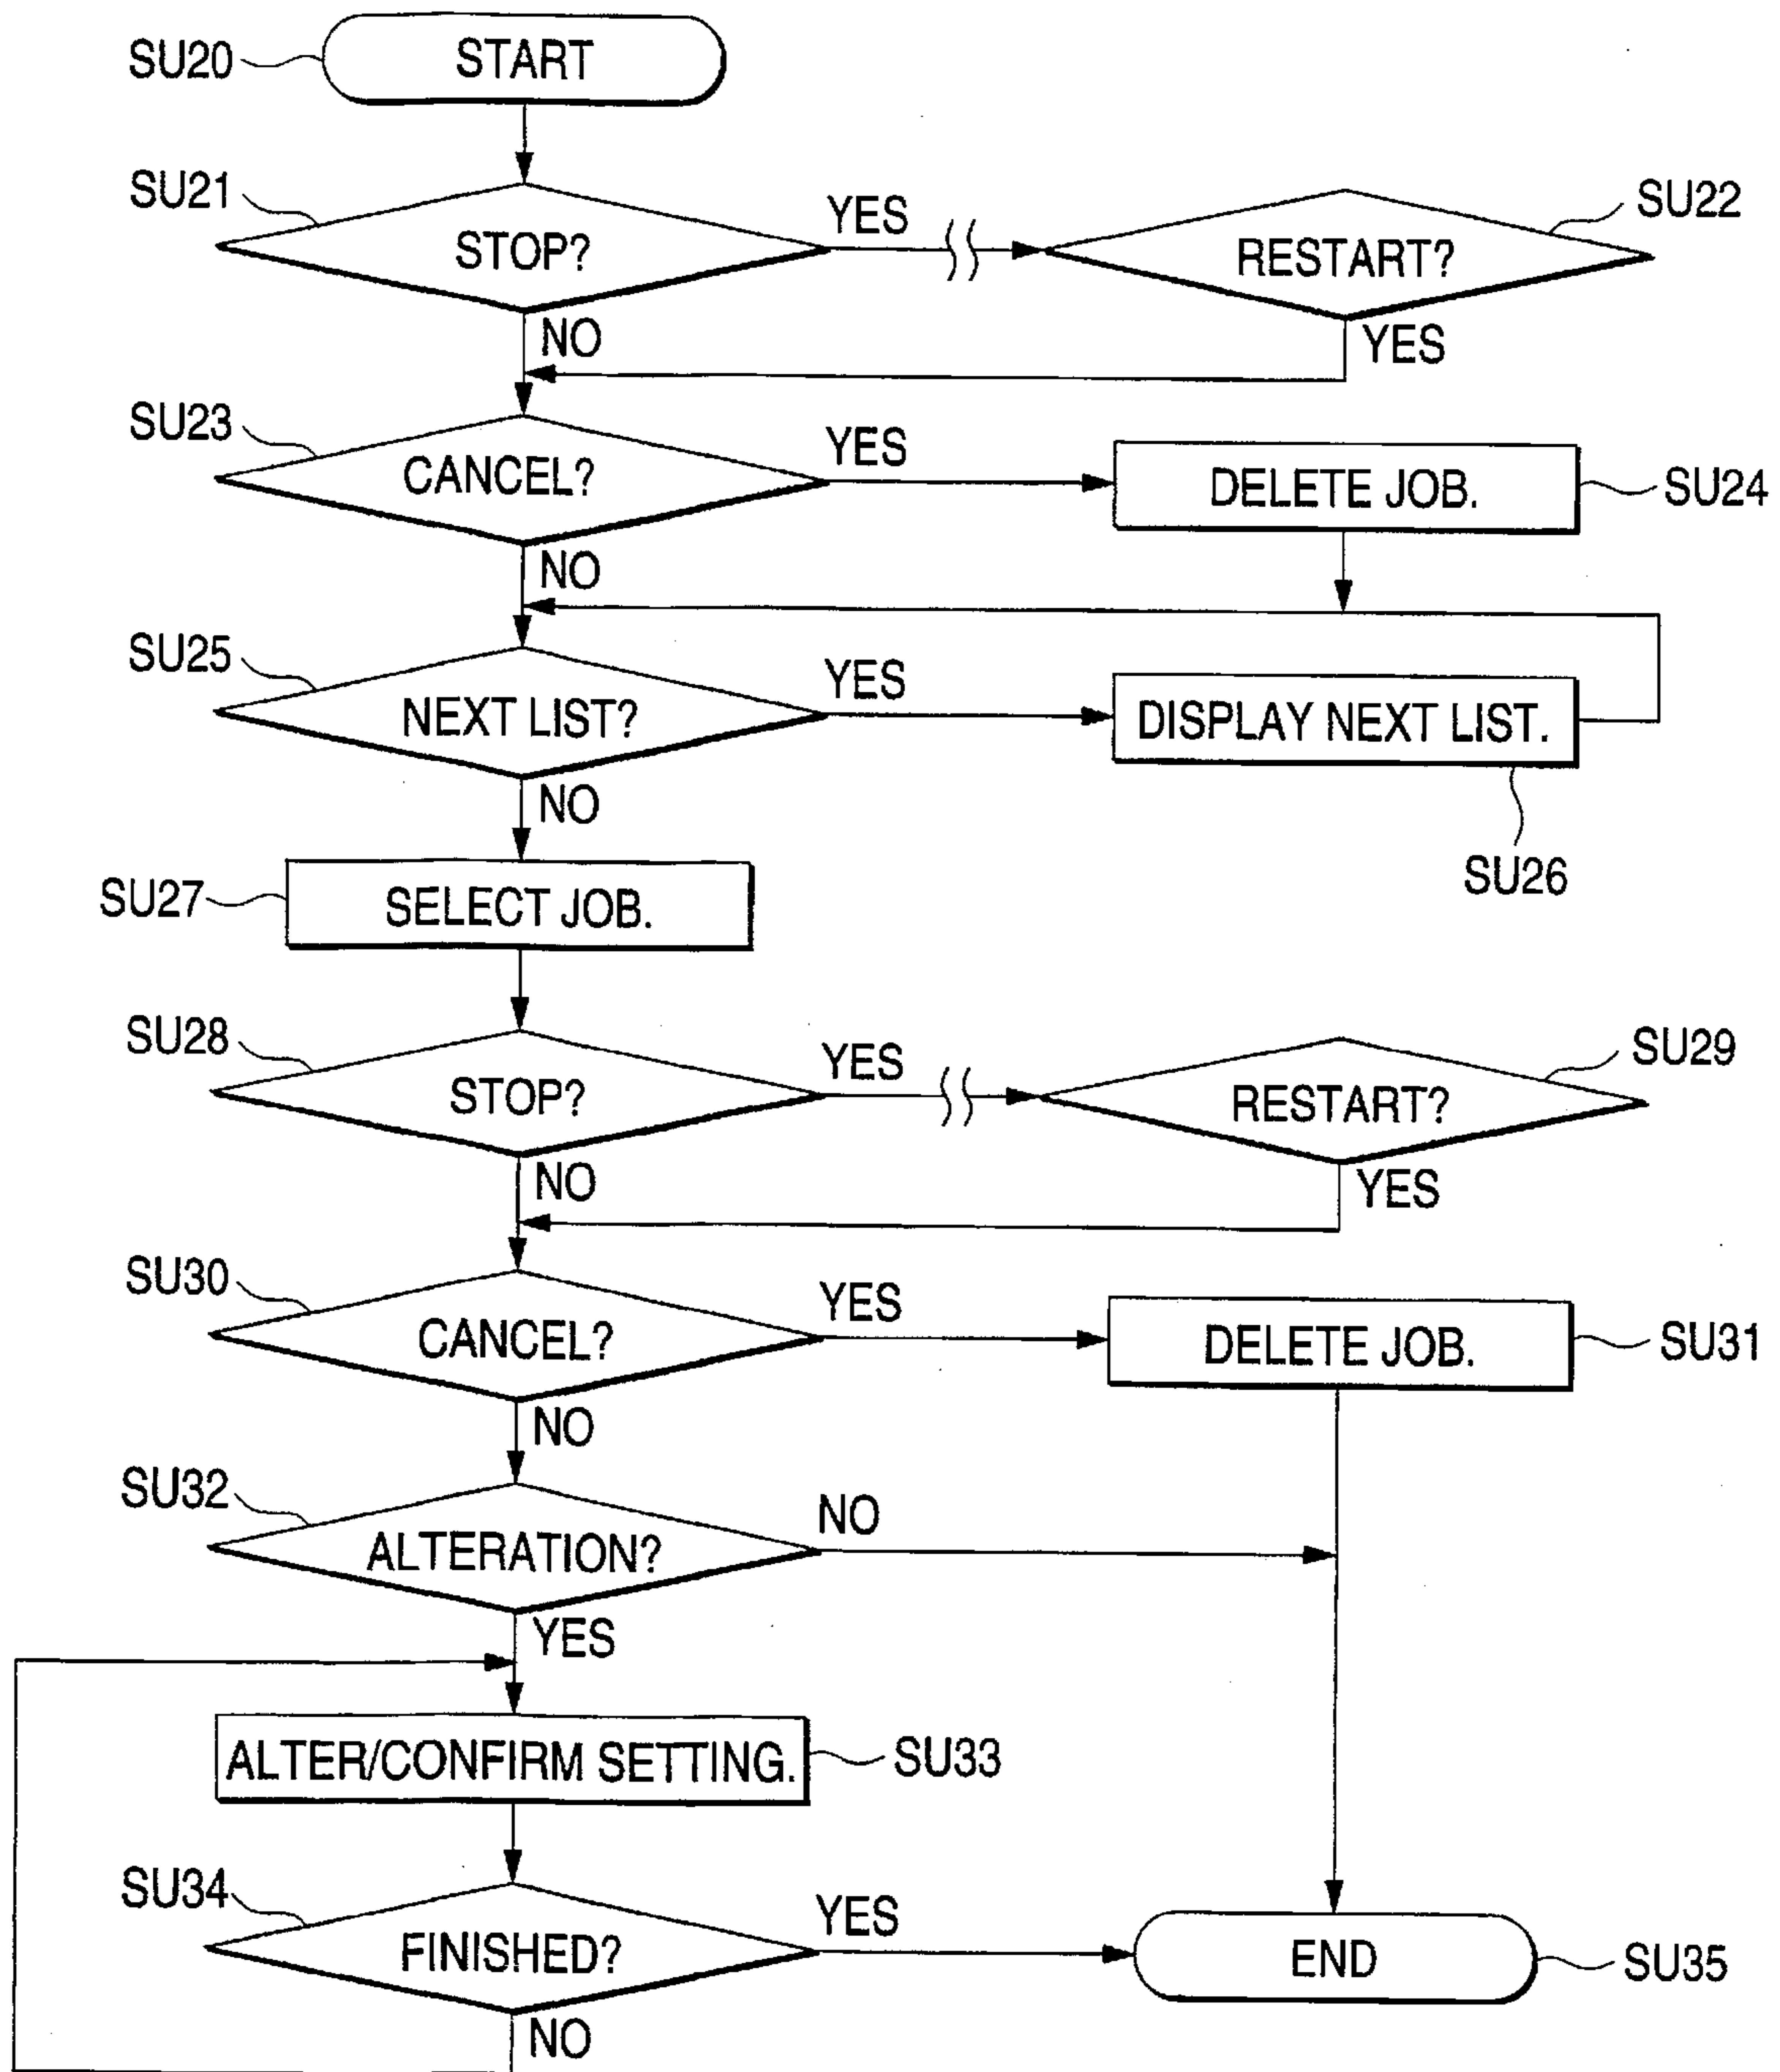 SU20
START
SU21
STOP?
YES
RESTART?
SU22
NO
YES
SU23
CANCEL?
YES
DELETE JOB.
SU24
NO
SU25
NEXT LIST?
YES
DISPLAY NEXT LIST.
NO
SU26
SU27
SELECT JOB.
SU28
STOP?
YES
RESTART?
SU29
NO
YES
SU30
CANCEL?
YES
DELETE JOB.
SU31
NO
SU32
ALTERATION?
NO
YES
ALTER/CONFIRM SETTING.
SU33
SU34
FINISHED?
YES
END
SU35
NO